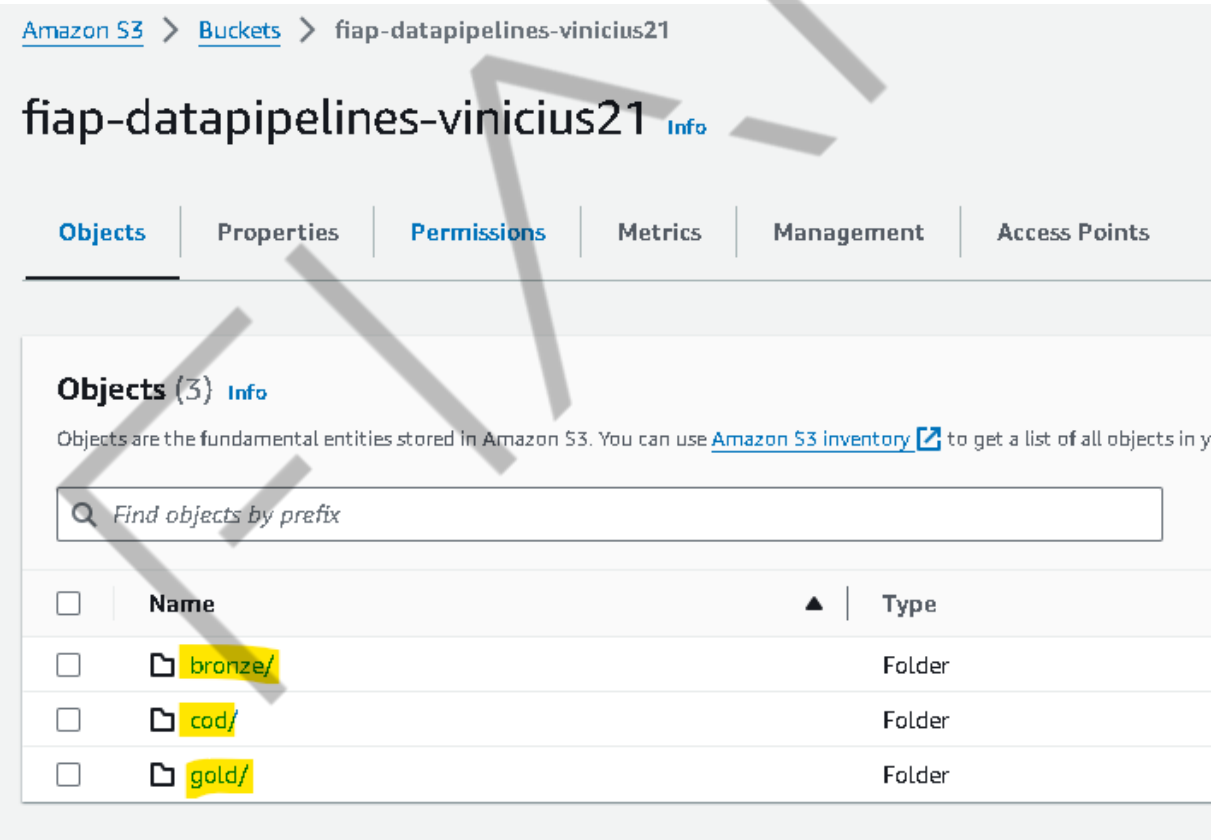 Amazon S3 > Buckets > fiap-datapipelines-vinicius21
fiap-datapipelines-vinicius21 Info
Objects Properties Permissions Metrics Management Access Points
Objects (3) Info
Objects are the fundamental entities stored in Amazon S3. You can use Amazon S3 inventory to get a list of all objects in y
Find objects by prefix
Name Type
bronze/ Folder
cod/ Folder
gold/ Folder